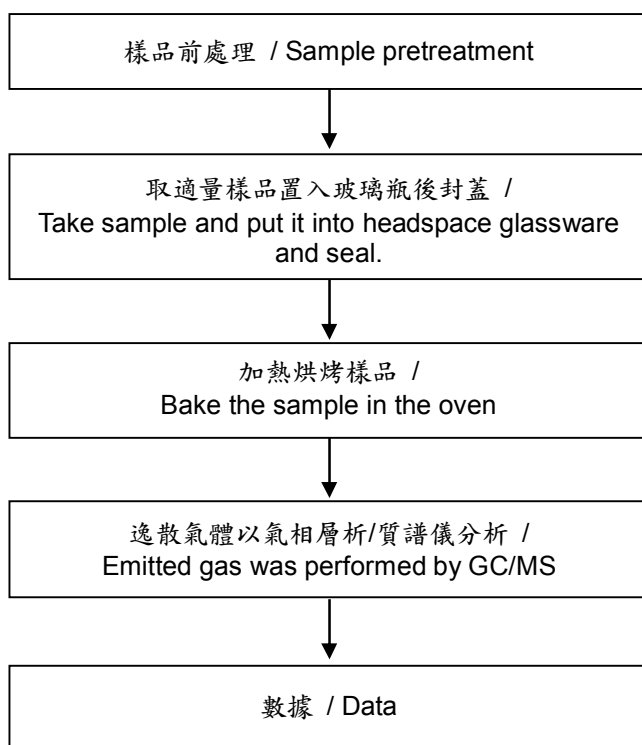 樣品前處理 / Sample pretreatment
取適量樣品置入玻璃瓶後封蓋 /
Take sample and put it into headspace glassware
and seal.
加熱烘烤樣品 /
Bake the sample in the oven
逸散氣體以氣相層析/質譜儀分析 /
Emitted gas was performed by GC/MS
數據 / Data